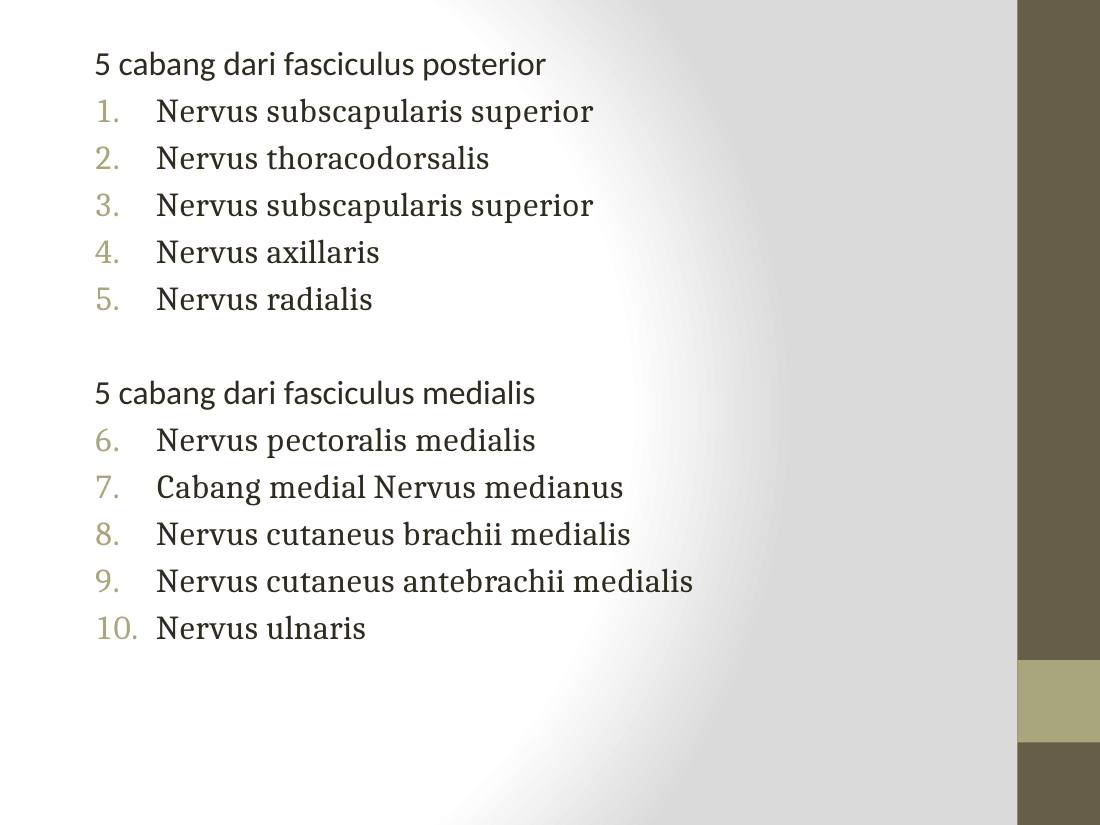 5 cabang dari fasciculus posterior
1. Nervus subscapularis superior
2. Nervus thoracodorsalis
3. Nervus subscapularis superior
4. Nervus axillaris
5. Nervus radialis
5 cabang dari fasciculus medialis
6. Nervus pectoralis medialis
7. Cabang medial Nervus medianus
8. Nervus cutaneus brachii medialis
9. Nervus cutaneus antebrachii medialis
10. Nervus ulnaris